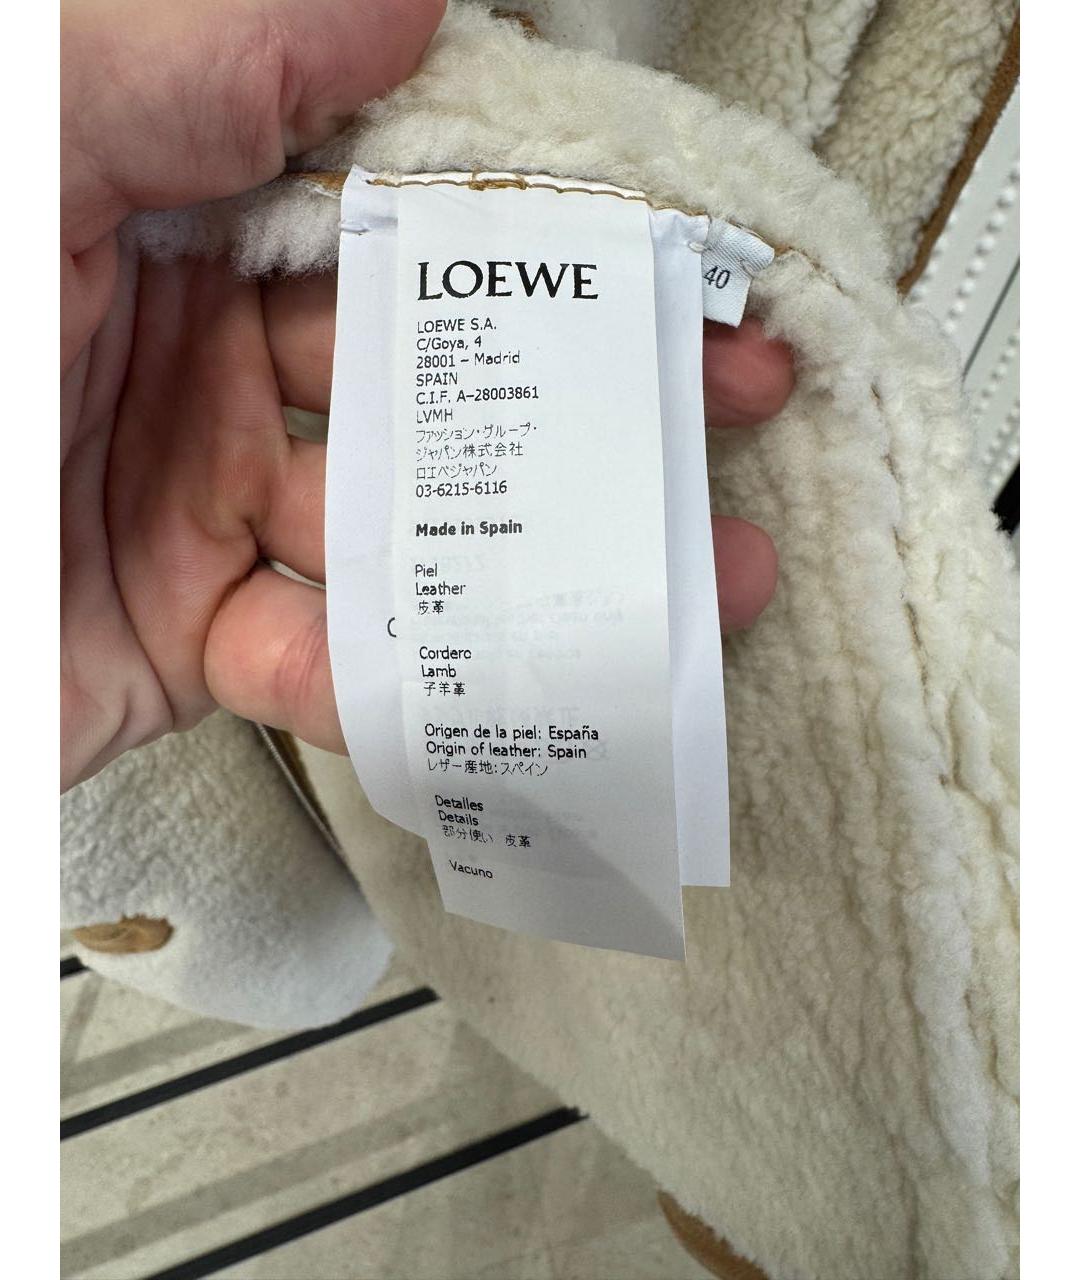 LOEWE
40
LOEWE S.A.
C/Goya, 4
28001 – Madrid
SPAIN
C.I.F. A-28003861
LVMH
ファッション・グループ・
ジャパン株式会社
ロエベジャパン
03-6215-6116
Made in Spain
Piel
Leather
皮革
Cordero
Lamb
子羊革
Origen de la piel: España
Origin of leather: Spain
レザー産地:スペイン
Detalles
Details
部分使い 皮革
Vacuno